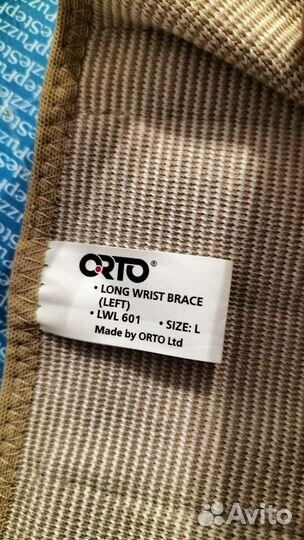 ORTO®
• LONG WRIST BRACE
(LEFT)
• LWL 601 • SIZE: L
Made by ORTO Ltd
Avito